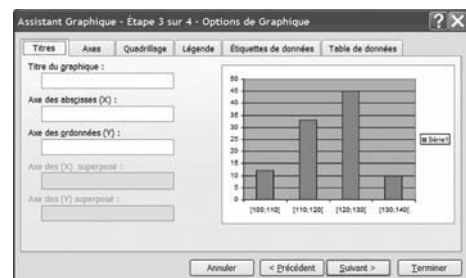 Assistant Graphique - Étape 3 sur 4 - Options de Graphique
Titres Axes Quadrillage Légende Étiquettes de données Table de données
Titre du graphique :
Axe des abscisses (X) :
Axe des ordonnées (Y) :
Axe des (X) superposé :
Axe des (Y) superposé :
50
45
40
35
30
25
20
15
10
5
0
[100;110[ [110;120[ [120;130[ [130;140[
Série1
Annuler < Précédent Suivant > Terminer